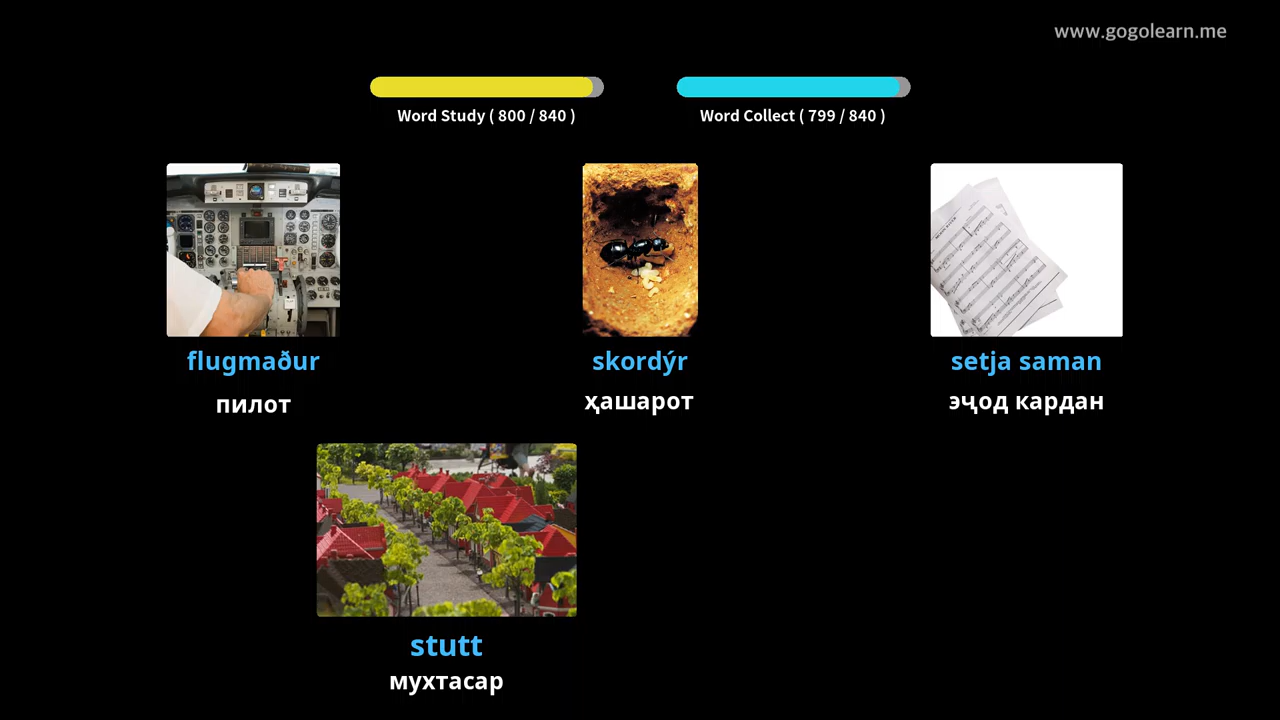 www.gogolearn.me
Word Study ( 800 / 840 )
Word Collect ( 799 / 840 )
flugmaður
skordýr
setja saman
пилот
ҳашарот
эҷод кардан
stutt
мухтасар